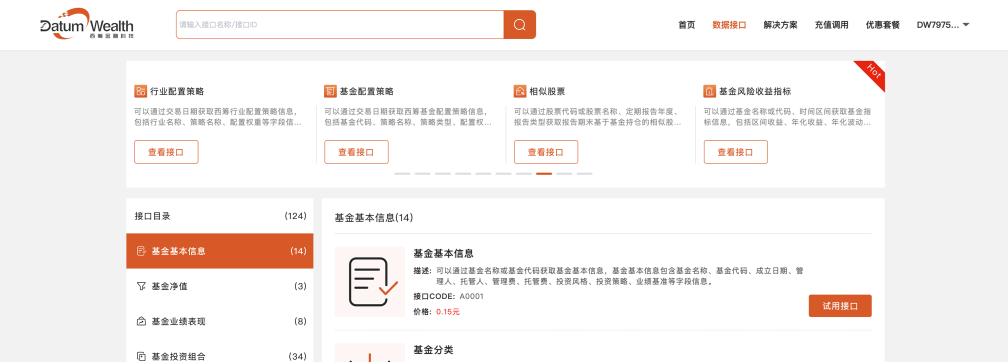 Datum Wealth
西筹金融科技
请输入接口名称/接口ID
首页
数据接口
解决方案
充值调用
优惠套餐
DW7975...
Hot
行业配置策略
可以通过交易日期获取西筹行业配置策略信息，
包括行业名称、策略名称、配置权重等字段信...
查看接口
基金配置策略
可以通过交易日期获取西筹基金配置策略信息，
包括基金代码、策略名称、策略类型、配置权...
查看接口
相似股票
可以通过股票代码或股票名称、定期报告年度、
报告类型获取报告期末基于基金持仓的相似股...
查看接口
基金风险收益指标
可以通过基金名称或代码、时间区间获取基金指
标信息，包括区间收益、年化收益、年化波动...
查看接口
接口目录 (124)
基金基本信息 (14)
基金净值 (3)
基金业绩表现 (8)
基金投资组合 (34)
基金基本信息(14)
基金基本信息
描述: 可以通过基金名称或基金代码获取基金基本信息，基金基本信息包含基金名称、基金代码、成立日期、管
理人、托管人、管理费、托管费、投资风格、投资策略、业绩基准等字段信息。
接口CODE: A0001
价格: 0.15元
试用接口
基金分类